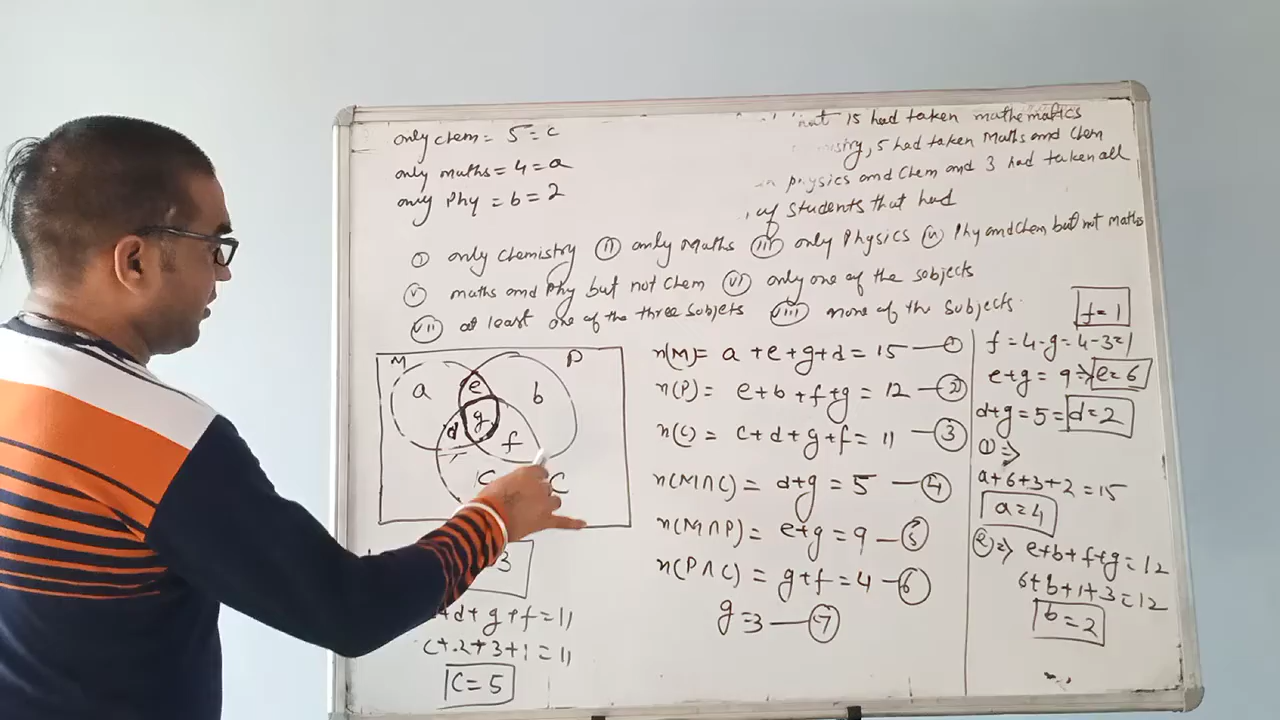 only chem = 5 = c
only maths = 4 = a
only Phy = b = 2
15 had taken mathematics
5 had taken Maths and Chem
physics and Chem and 3 had taken all
of students that had
① only Chemistry ⑪ only Maths ⑪⑪ only Physics Ⓥ Phy and Chem but not Maths
Ⓥ maths and Phy but not Chem Ⓥⓘ only one of the sobjects
Ⓥⓘⓘ at least one of the three Subjets Ⓥⓘⓘⓘ none of the Subjects.
M
P
a
e
b
g
d
f
C
C
3
d + g + f = 11
c + 2 + 3 + 1 = 11
C = 5
n(M) = a + e + g + d = 15 — ①
n(P) = e + b + f + g = 12 — ②
n(C) = c + d + g + f = 11 — ③
n(M∩C) = d + g = 5 — ④
n(M∩P) = e + g = 9 — ⑤
n(P∩C) = g + f = 4 — ⑥
g = 3 — ⑦
f = 1
f = 4 - g = 4 - 3 = 1
e + g = 9 ⇒ e = 6
d + g = 5 = d = 2
① ⇒
a + 6 + 3 + 2 = 15
a = 4
② ⇒ e + b + f + g = 12
6 + b + 1 + 3 = 12
b = 2